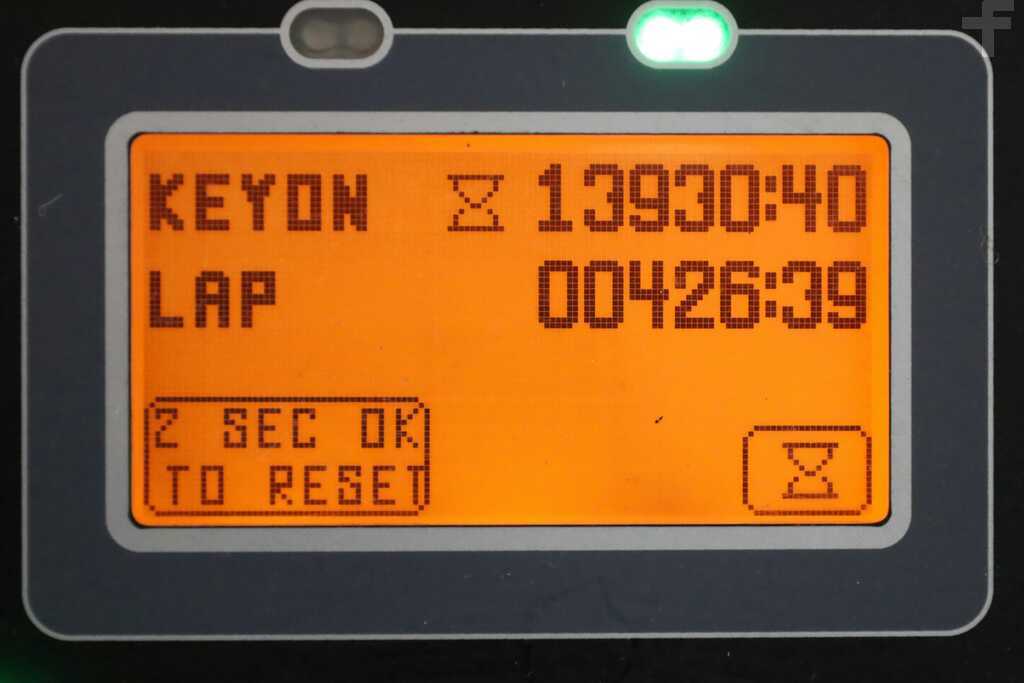 KEYON 13930:40
LAP 00426:39
2 SEC OK
TO RESET
f